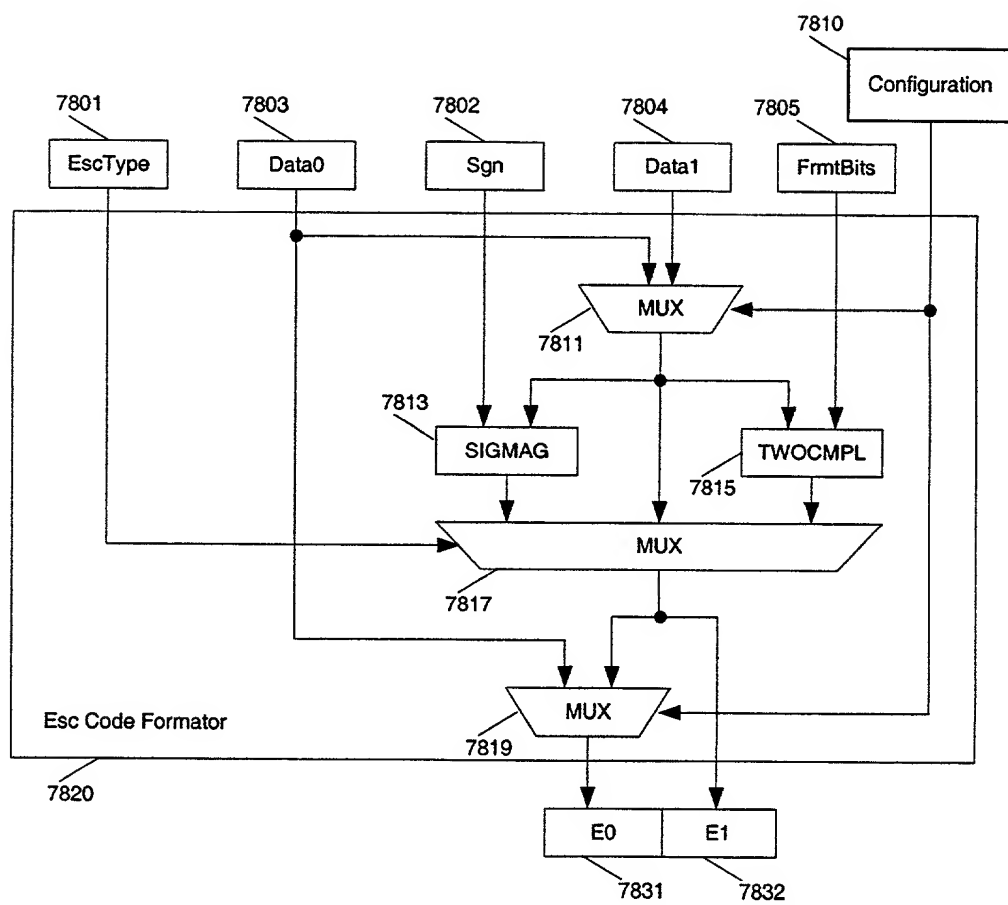 7810
Configuration
7801
7803
7802
7804
7805
EscType
Data0
Sgn
Data1
FrmtBits
MUX
7811
7813
SIGMAG
TWOCMPL
7815
MUX
7817
MUX
Esc Code Formator
7819
7820
E0
E1
7831
7832